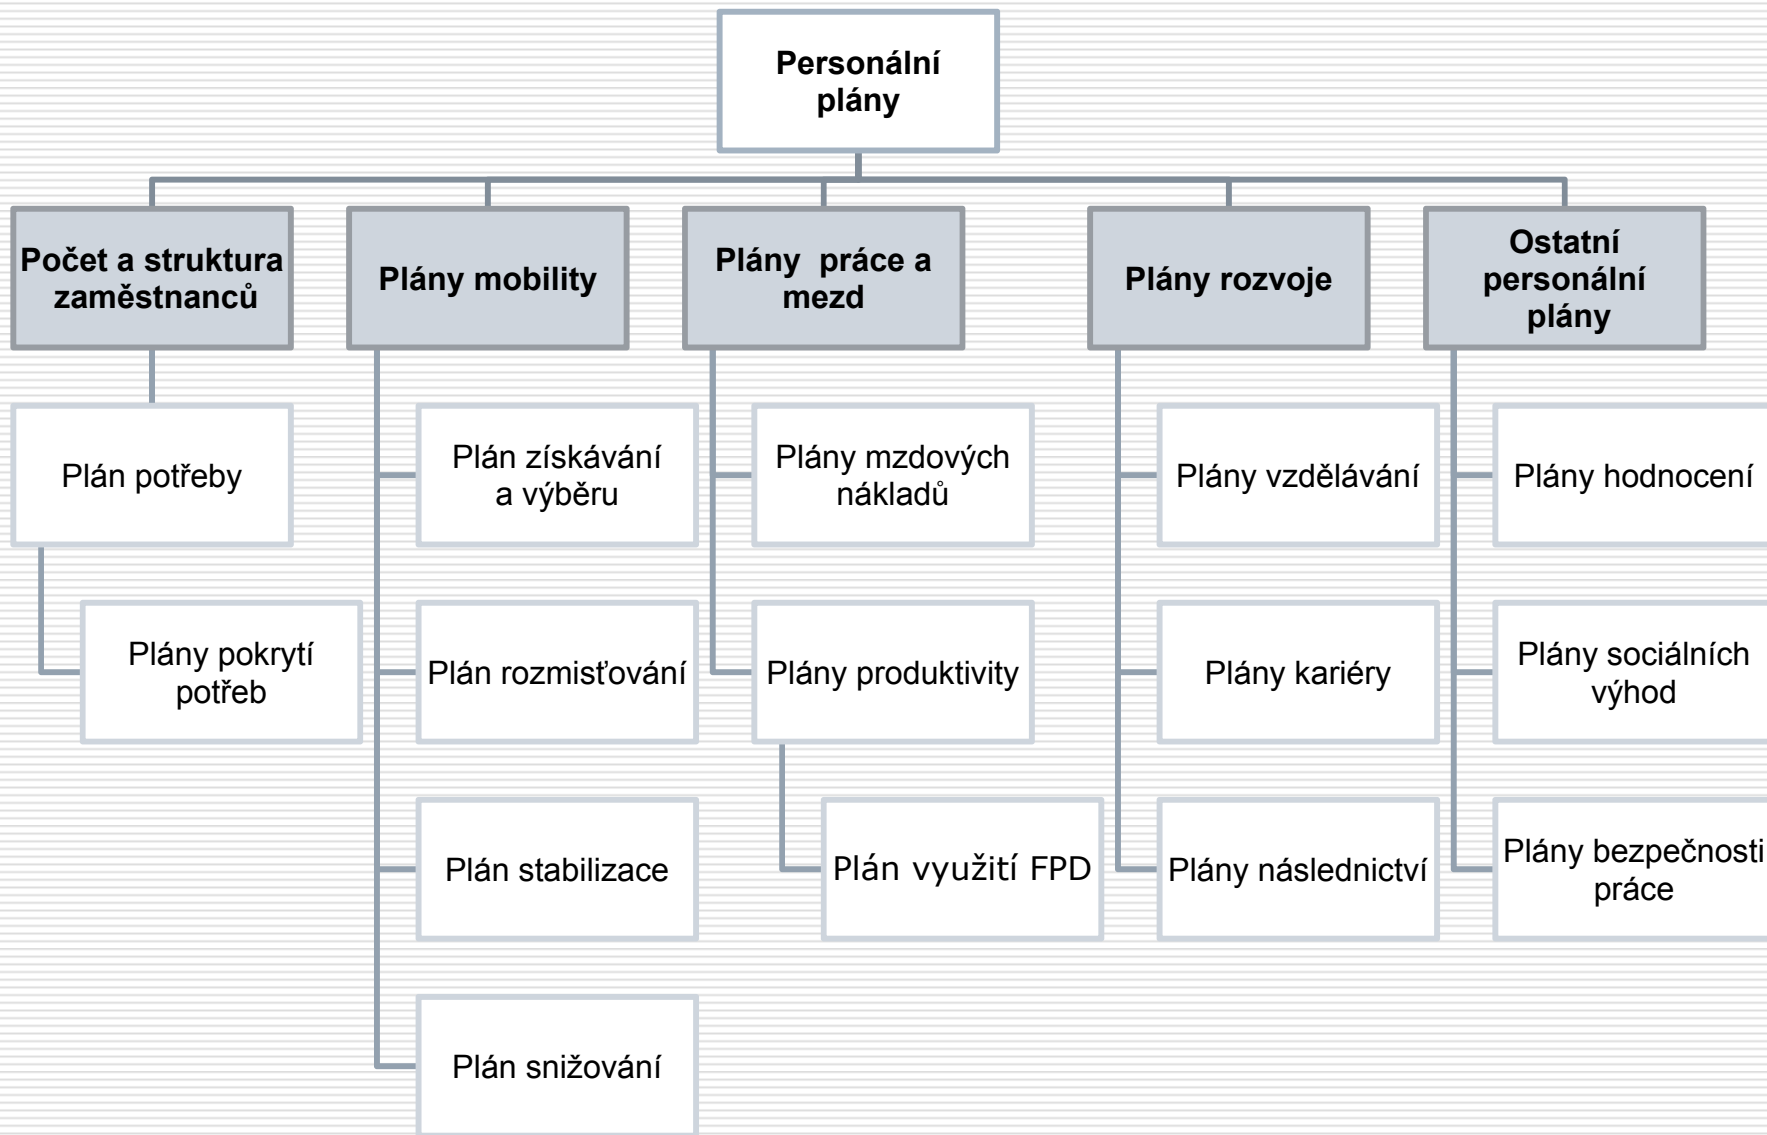 Personální
plány
Počet a struktura
zaměstnanců
Plány mobility
Plány práce a
mezd
Plány rozvoje
Ostatní
personální
plány
Plán potřeby
Plány pokrytí
potřeb
Plán získávání
a výběru
Plán rozmisťování
Plán stabilizace
Plán snižování
Plány mzdových
nákladů
Plány produktivity
Plán využití FPD
Plány vzdělávání
Plány kariéry
Plány následnictví
Plány hodnocení
Plány sociálních
výhod
Plány bezpečnosti
práce